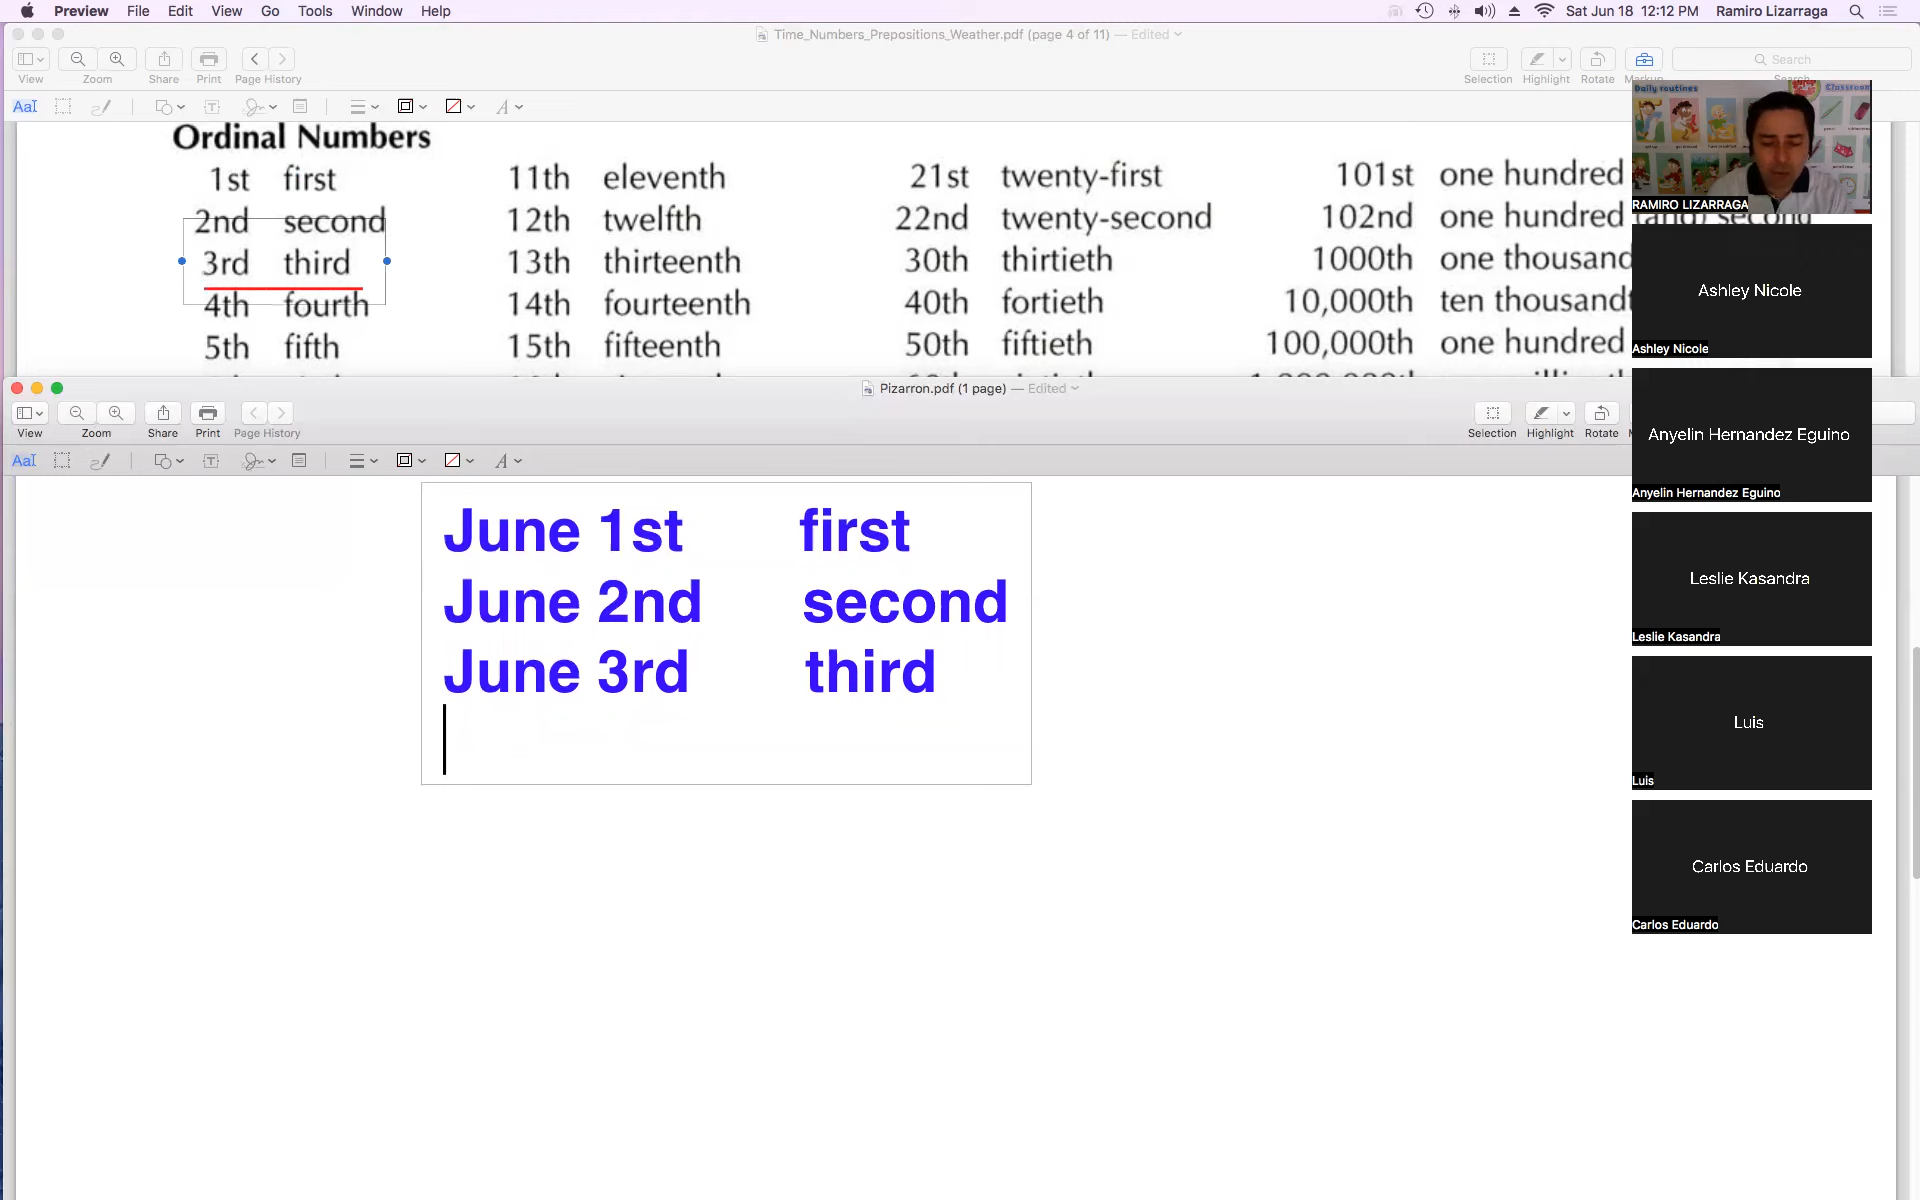 Preview File Edit View Go Tools Window Help Sat Jun 18 12:12 PM Ramiro Lizarraga
Time_Numbers_Prepositions_Weather.pdf (page 4 of 11) — Edited
View Zoom Share Print Page History Selection Highlight Rotate Search
Ordinal Numbers
1st first 11th eleventh 21st twenty-first 101st one hundred
2nd second 12th twelfth 22nd twenty-second 102nd one hundred (and) second
3rd third 13th thirteenth 30th thirtieth 1000th one
4th fourth 14th fourteenth 40th fortieth 10,000th ten
5th fifth 15th fifteenth 50th fiftieth 100,000th one hundred
Daily routines
Classroom
RAMIRO LIZARRAGA
Ashley Nicole
Ashley Nicole
Pizarron.pdf (1 page) — Edited
View Zoom Share Print Page History Selection Highlight Rotate
June 1st first
June 2nd second
June 3rd third
Anyelin Hernandez Eguino
Anyelin Hernandez Eguino
Leslie Kasandra
Leslie Kasandra
Luis
Luis
Carlos Eduardo
Carlos Eduardo